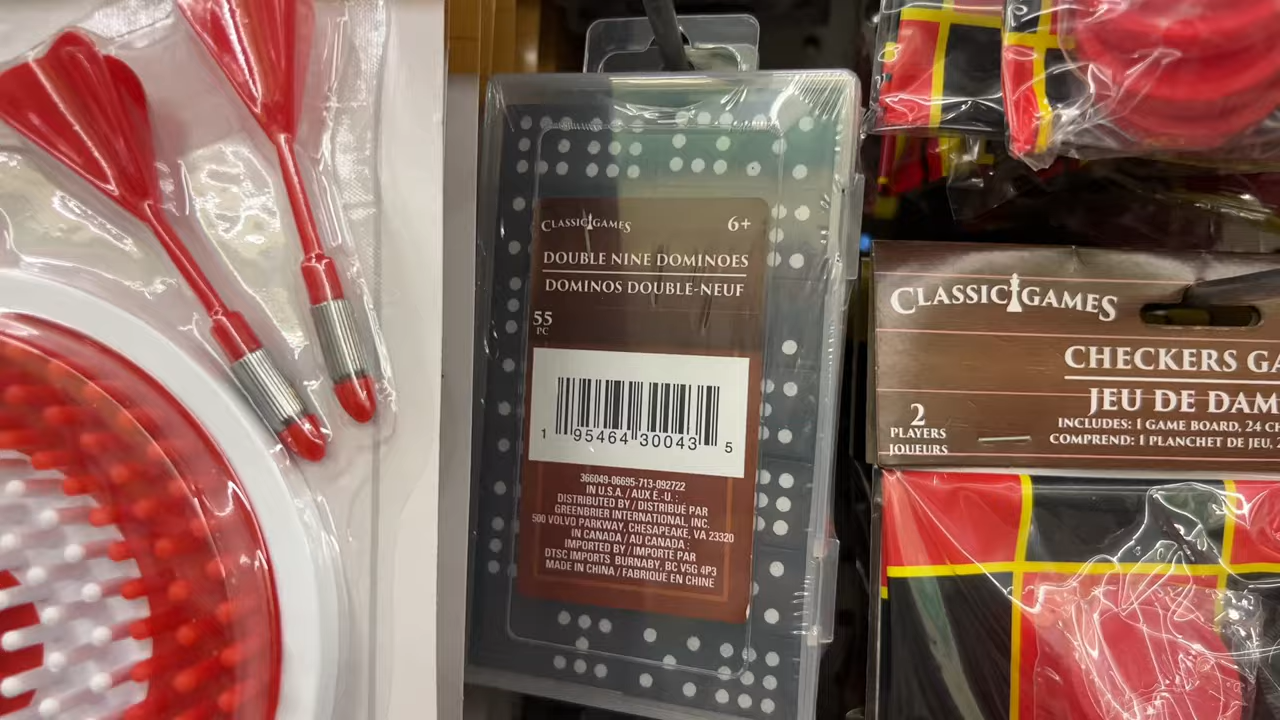 CLASSIC GAMES
6+
DOUBLE NINE DOMINOES
DOMINOS DOUBLE-NEUF
55
PC
1 95464 30043 5
366049-06695-713-092722
IN U.S.A. / AUX É.-U. :
DISTRIBUTED BY / DISTRIBUÉ PAR
GREENBRIER INTERNATIONAL, INC.
500 VOLVO PARKWAY, CHESAPEAKE, VA 23320
IN CANADA / AU CANADA :
IMPORTED BY / IMPORTÉ PAR
DTSC IMPORTS BURNABY, BC V5G 4P3
MADE IN CHINA / FABRIQUÉ EN CHINE
CLASSIC GAMES
CHECKERS GA
JEU DE DAM
2
PLAYERS
JOUEURS
INCLUDES: 1 GAME BOARD, 24 CH
COMPREND: 1 PLANCHET DE JEU,